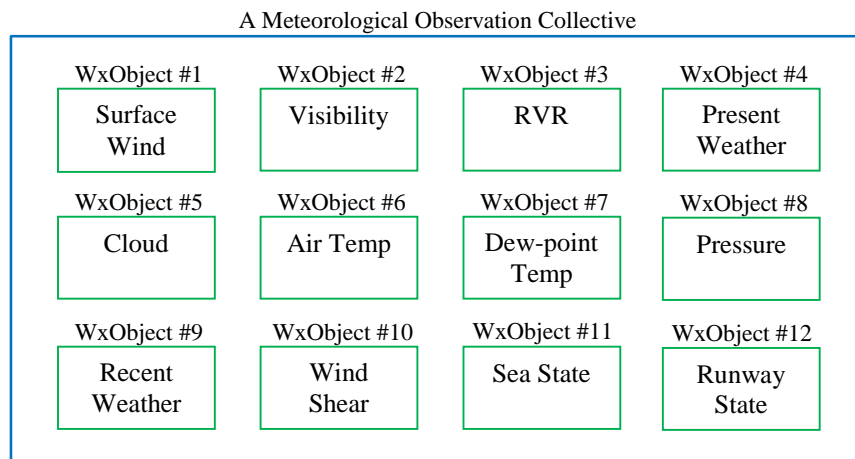 A Meteorological Observation Collective
WxObject #1
WxObject #2
WxObject #3
WxObject #4
Surface
Wind
Visibility
RVR
Present
Weather
WxObject #5
WxObject #6
WxObject #7
WxObject #8
Cloud
Air Temp
Dew-point
Temp
Pressure
WxObject #9
WxObject #10
WxObject #11
WxObject #12
Recent
Weather
Wind
Shear
Sea State
Runway
State